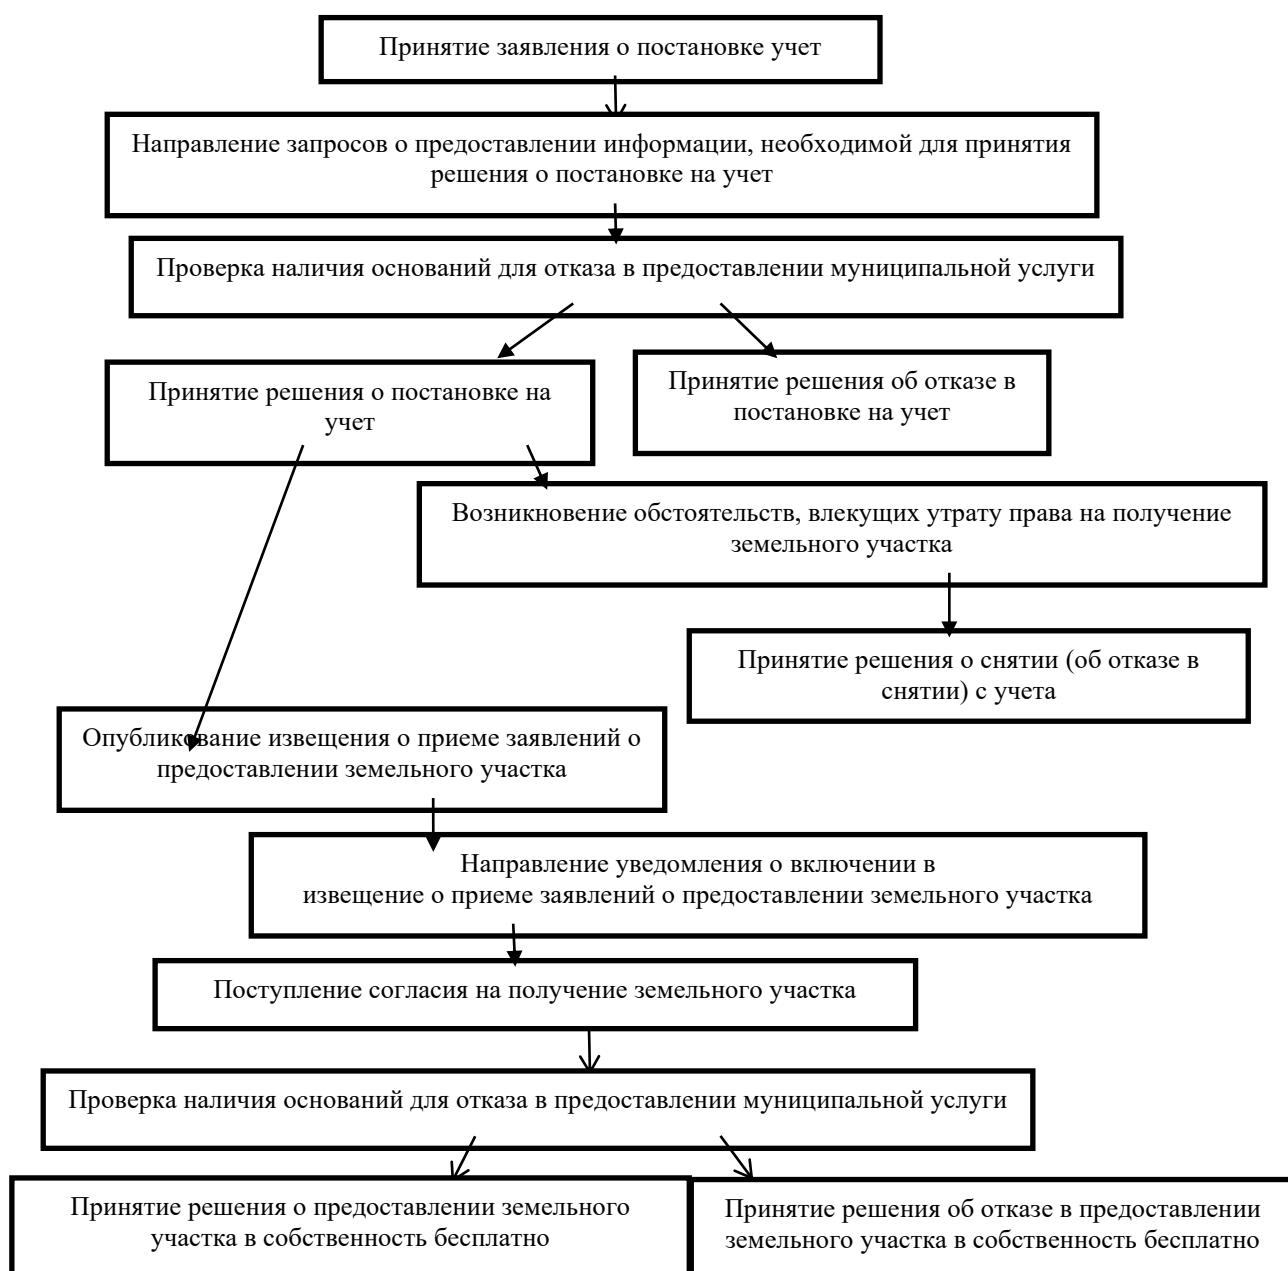 Принятие заявления о постановке учет
Направление запросов о предоставлении информации, необходимой для принятия
решения о постановке на учет
Проверка наличия оснований для отказа в предоставлении муниципальной услуги
Принятие решения о постановке на
учет
Принятие решения об отказе в
постановке на учет
Возникновение обстоятельств, влекущих утрату права на получение
земельного участка
Принятие решения о снятии (об отказе в
снятии) с учета
Опубликование извещения о приеме заявлений о
предоставлении земельного участка
Направление уведомления о включении в
извещение о приеме заявлений о предоставлении земельного участка
Поступление согласия на получение земельного участка
Проверка наличия оснований для отказа в предоставлении муниципальной услуги
Принятие решения о предоставлении земельного
участка в собственность бесплатно
Принятие решения об отказе в предоставлении
земельного участка в собственность бесплатно